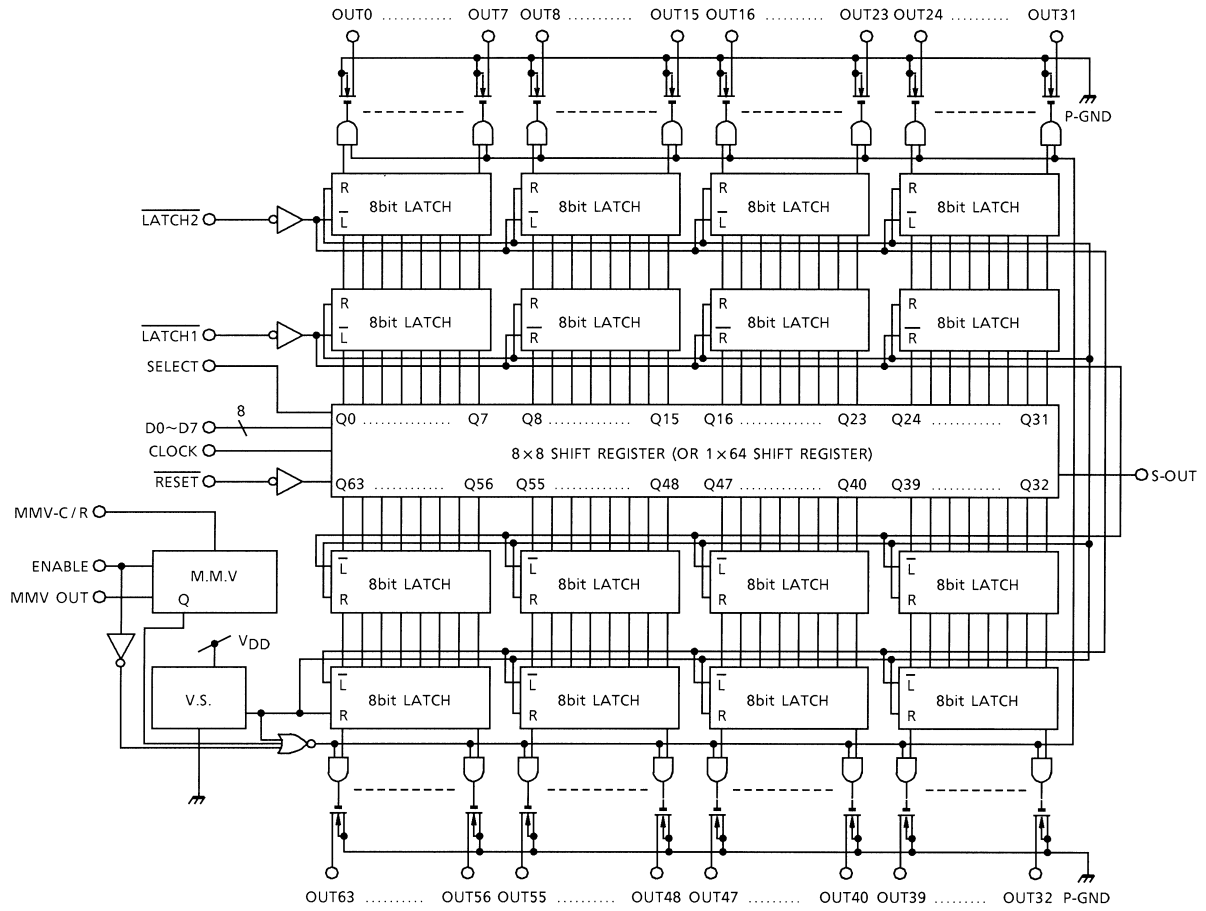 OUT0 ........... OUT7 OUT8 ........... OUT15 OUT16 .......... OUT23 OUT24 .......... OUT31
P-GND
R R R R
8bit LATCH 8bit LATCH 8bit LATCH 8bit LATCH
L̅A̅T̅C̅H̅2̅ L̅ L̅ L̅ L̅
R R R R
8bit LATCH 8bit LATCH 8bit LATCH 8bit LATCH
L̅A̅T̅C̅H̅1̅ L̅ R̅ R̅ R̅
SELECT
8
Q0 .............. Q7 Q8 ............ Q15 Q16 ............. Q23 Q24 ............ Q31
D0~D7
CLOCK
8×8 SHIFT REGISTER (OR 1×64 SHIFT REGISTER)
R̅E̅S̅E̅T̅
S-OUT
Q63 ............ Q56 Q55 ............ Q48 Q47 ............. Q40 Q39 ............ Q32
MMV-C/R
ENABLE
M.M.V
L̅ L̅ L̅ L̅
8bit LATCH 8bit LATCH 8bit LATCH 8bit LATCH
MMV OUT
Q
R R R R
VDD
L̅ L̅ L̅ L̅
V.S.
8bit LATCH 8bit LATCH 8bit LATCH 8bit LATCH
R R R R
OUT63 .......... OUT56 OUT55 .......... OUT48 OUT47 ......... OUT40 OUT39 ......... OUT32 P-GND